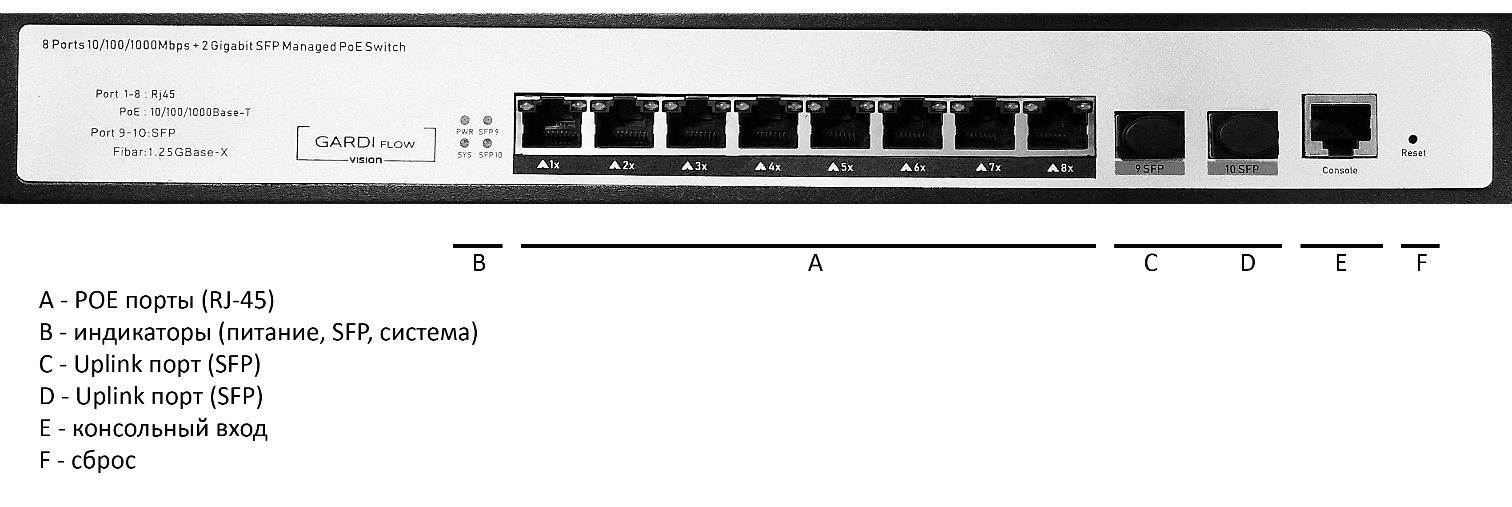 8 Ports 10/100/1000Mbps + 2 Gigabit SFP Managed PoE Switch
Port 1-8 : Rj45
PoE : 10/100/1000Base-T
Port 9-10:SFP
Fibar:1.25GBase-X
GARDI FLOW
VISION
PWR SFP9
SYS SFP10
1x 2x 3x 4x 5x 6x 7x 8x
9 SFP 10 SFP
Console
Reset
B A C D E F
A - POE порты (RJ-45)
B - индикаторы (питание, SFP, система)
C - Uplink порт (SFP)
D - Uplink порт (SFP)
E - консольный вход
F - сброс